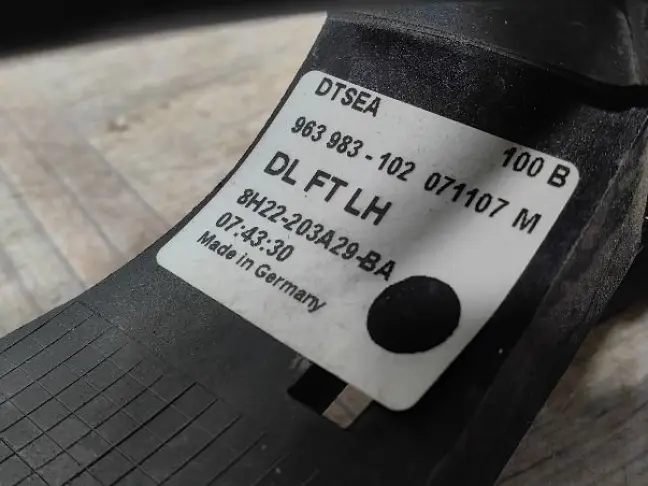 DTSEA 100 B
963 983 - 102 071107 M
DL FT LH
8H22-203A29-BA
07:43:30
Made in Germany